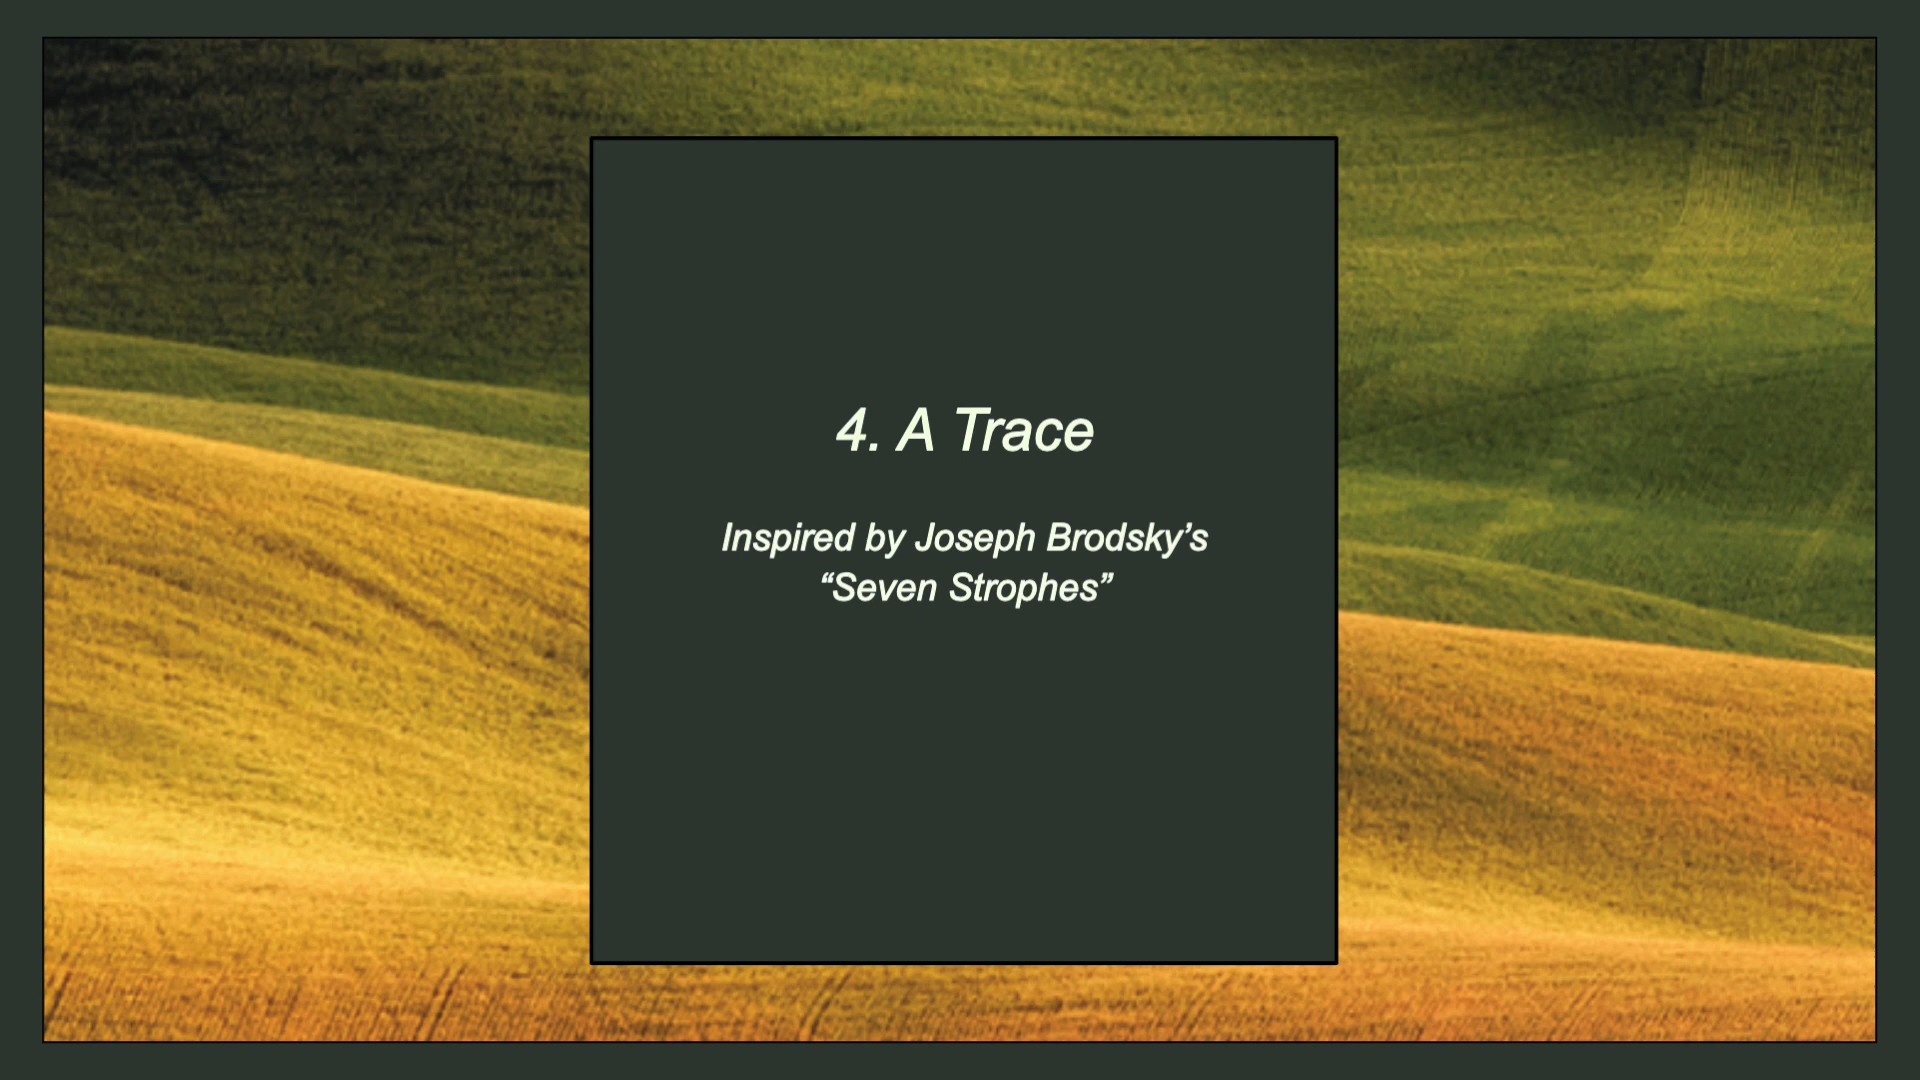 4. A Trace
Inspired by Joseph Brodsky’s
“Seven Strophes”